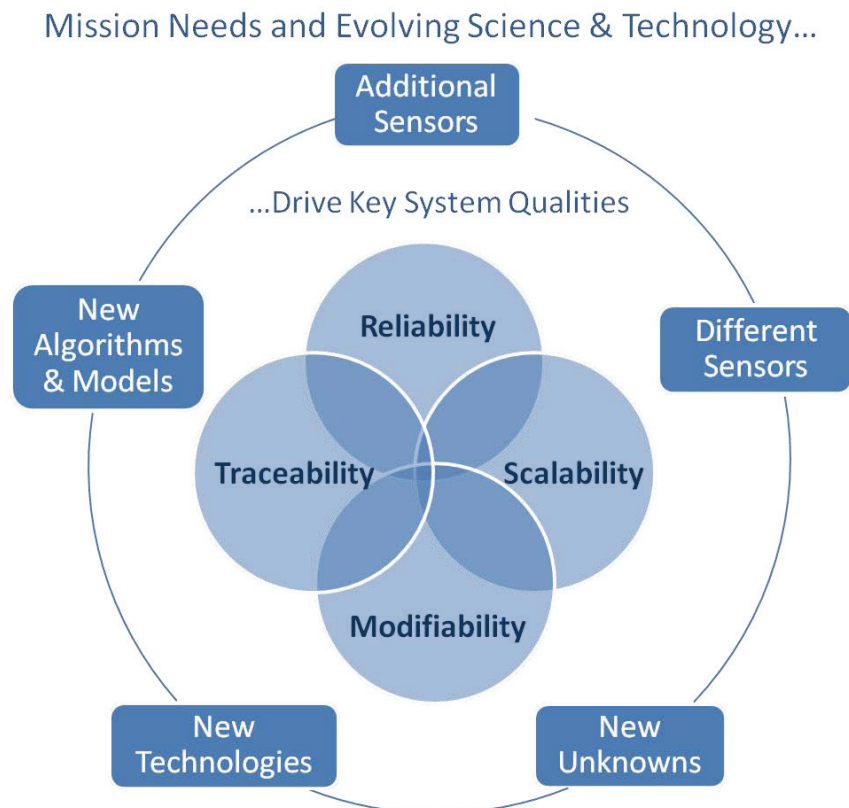 Mission Needs and Evolving Science & Technology...
Additional
Sensors
...Drive Key System Qualities
New
Algorithms
& Models
Reliability
Different
Sensors
Traceability
Scalability
Modifiability
New
Technologies
New
Unknowns